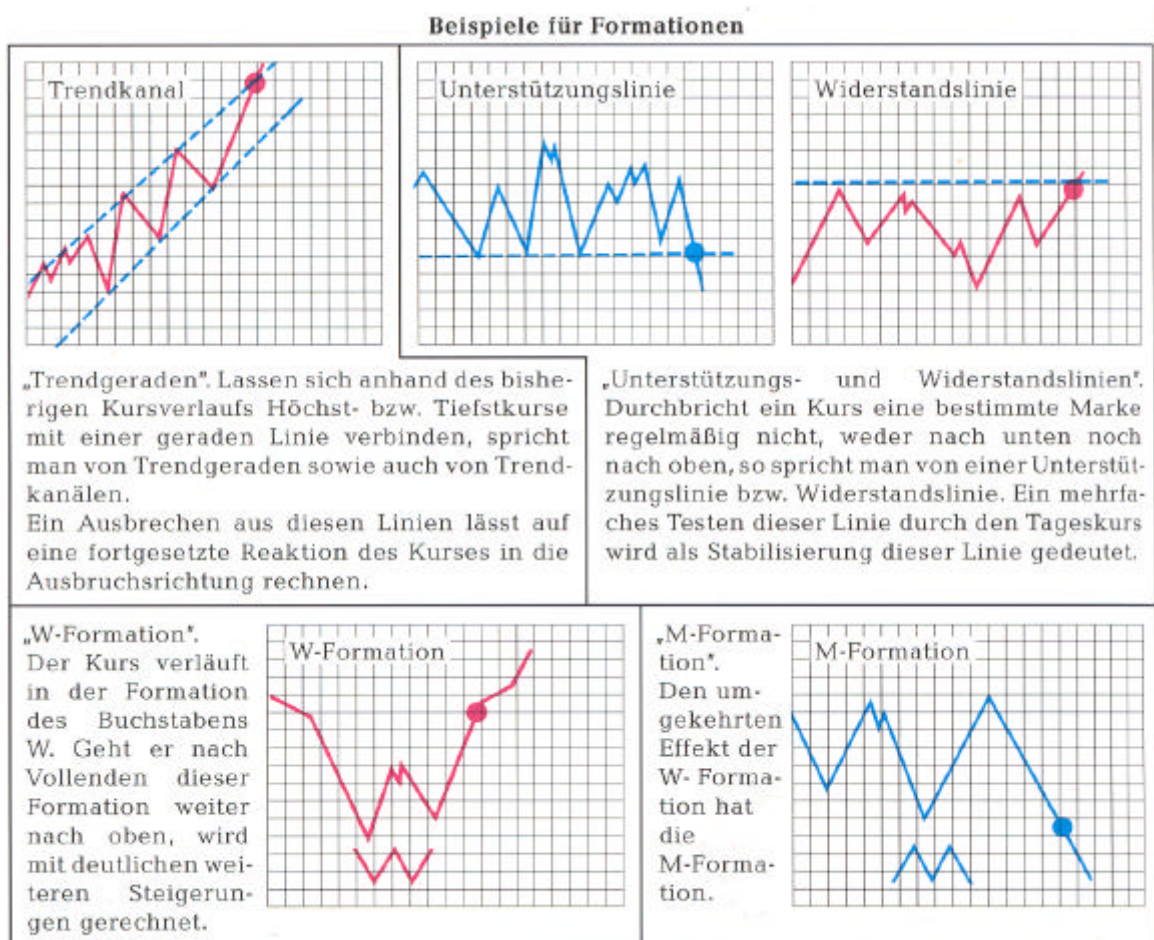 Beispiele für Formationen
Trendkanal
Unterstützungslinie
Widerstandslinie
„Trendgeraden". Lassen sich anhand des bishe-
rigen Kursverlaufs Höchst- bzw. Tiefstkurse
mit einer geraden Linie verbinden, spricht
man von Trendgeraden sowie auch von Trend-
kanälen.
Ein Ausbrechen aus diesen Linien lässt auf
eine fortgesetzte Reaktion des Kurses in die
Ausbruchsrichtung rechnen.
„Unterstützungs- und Widerstandslinien".
Durchbricht ein Kurs eine bestimmte Marke
regelmäßig nicht, weder nach unten noch
nach oben, so spricht man von einer Unterstüt-
zungslinie bzw. Widerstandslinie. Ein mehrfa-
ches Testen dieser Linie durch den Tageskurs
wird als Stabilisierung dieser Linie gedeutet.
„W-Formation".
Der Kurs verläuft
in der Formation
des Buchstabens
W. Geht er nach
Vollenden dieser
Formation weiter
nach oben, wird
mit deutlichen wei-
teren Steigerun-
gen gerechnet.
W-Formation
„M-Forma-
tion".
Den um-
gekehrten
Effekt der
W- Forma-
tion hat
die
M-Forma-
tion.
M-Formation